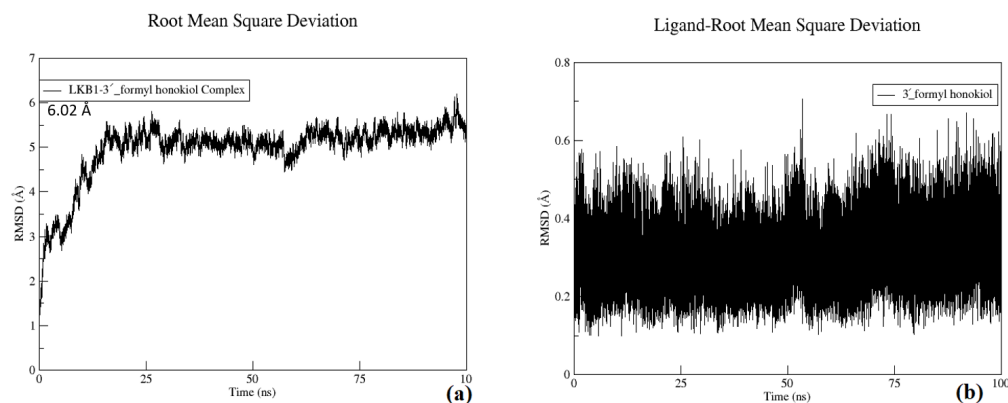 Root Mean Square Deviation
7
6
5
4
3
2
1
0
RMSD (Å)
LKB1-3´_formyl honokiol Complex
6.02 Å
0 25 50 75 10
Time (ns)
(a)
Ligand-Root Mean Square Deviation
0.8
0.6
0.4
0.2
0
RMSD (Å)
3´_formyl honokiol
0 25 50 75 100
Time (ns)
(b)